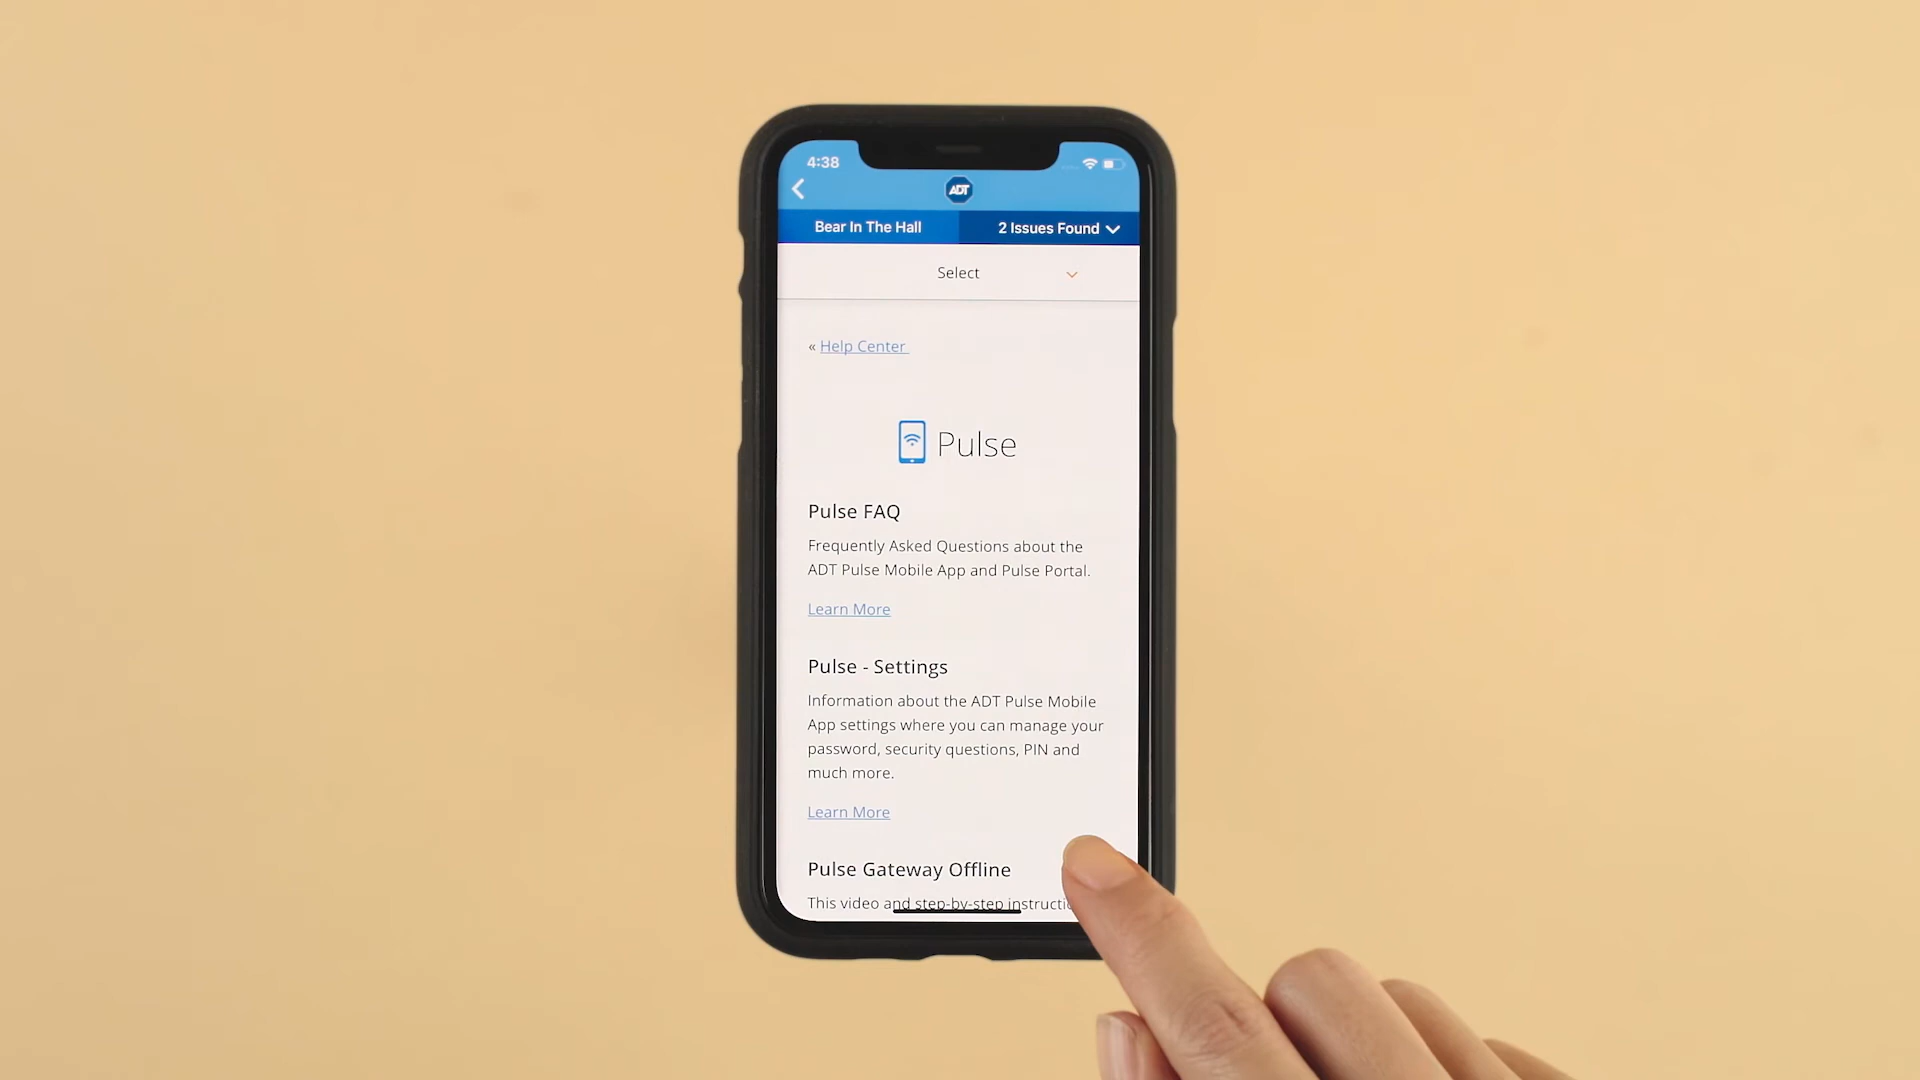 4:38
ADT
Bear In The Hall
2 Issues Found
Select
« Help Center
Pulse
Pulse FAQ
Frequently Asked Questions about the
ADT Pulse Mobile App and Pulse Portal.
Learn More
Pulse - Settings
Information about the ADT Pulse Mobile
App settings where you can manage your
password, security questions, PIN and
much more.
Learn More
Pulse Gateway Offline
This video and step-by-step